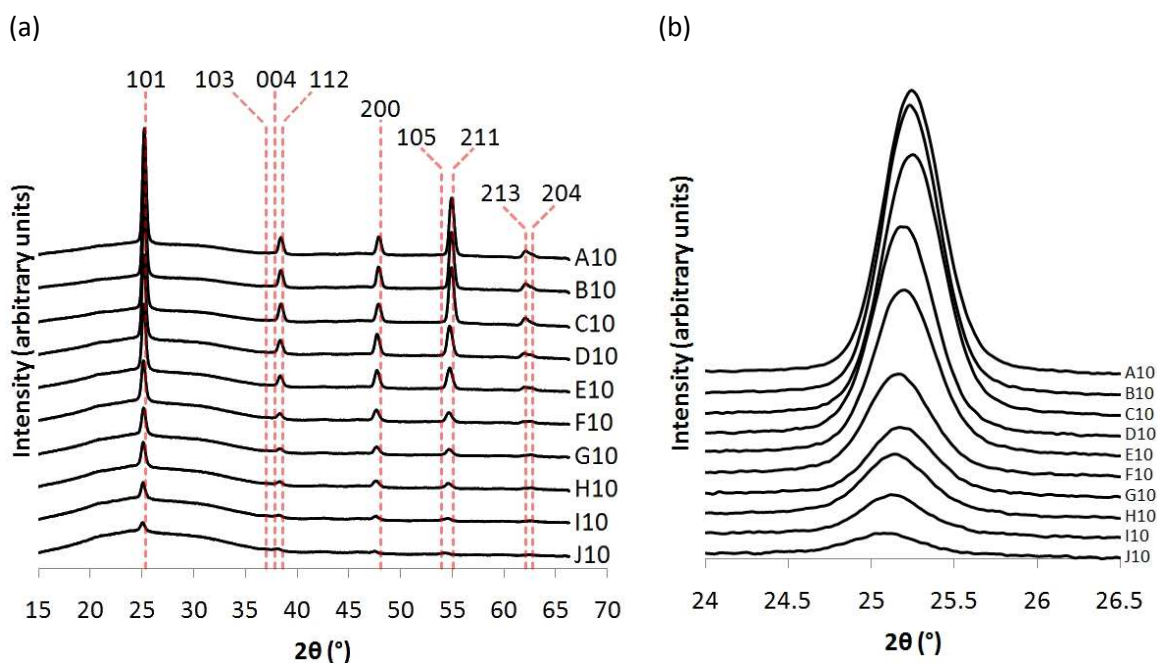 (a)
101
103 004 112
200
105 211
213 204
Intensity (arbitrary units)
A10
B10
C10
D10
E10
F10
G10
H10
I10
J10
15 20 25 30 35 40 45 50 55 60 65 70
2θ (°)
(b)
Intensity (arbitrary units)
A10
B10
C10
D10
E10
F10
G10
H10
I10
J10
24 24.5 25 25.5 26 26.5
2θ (°)